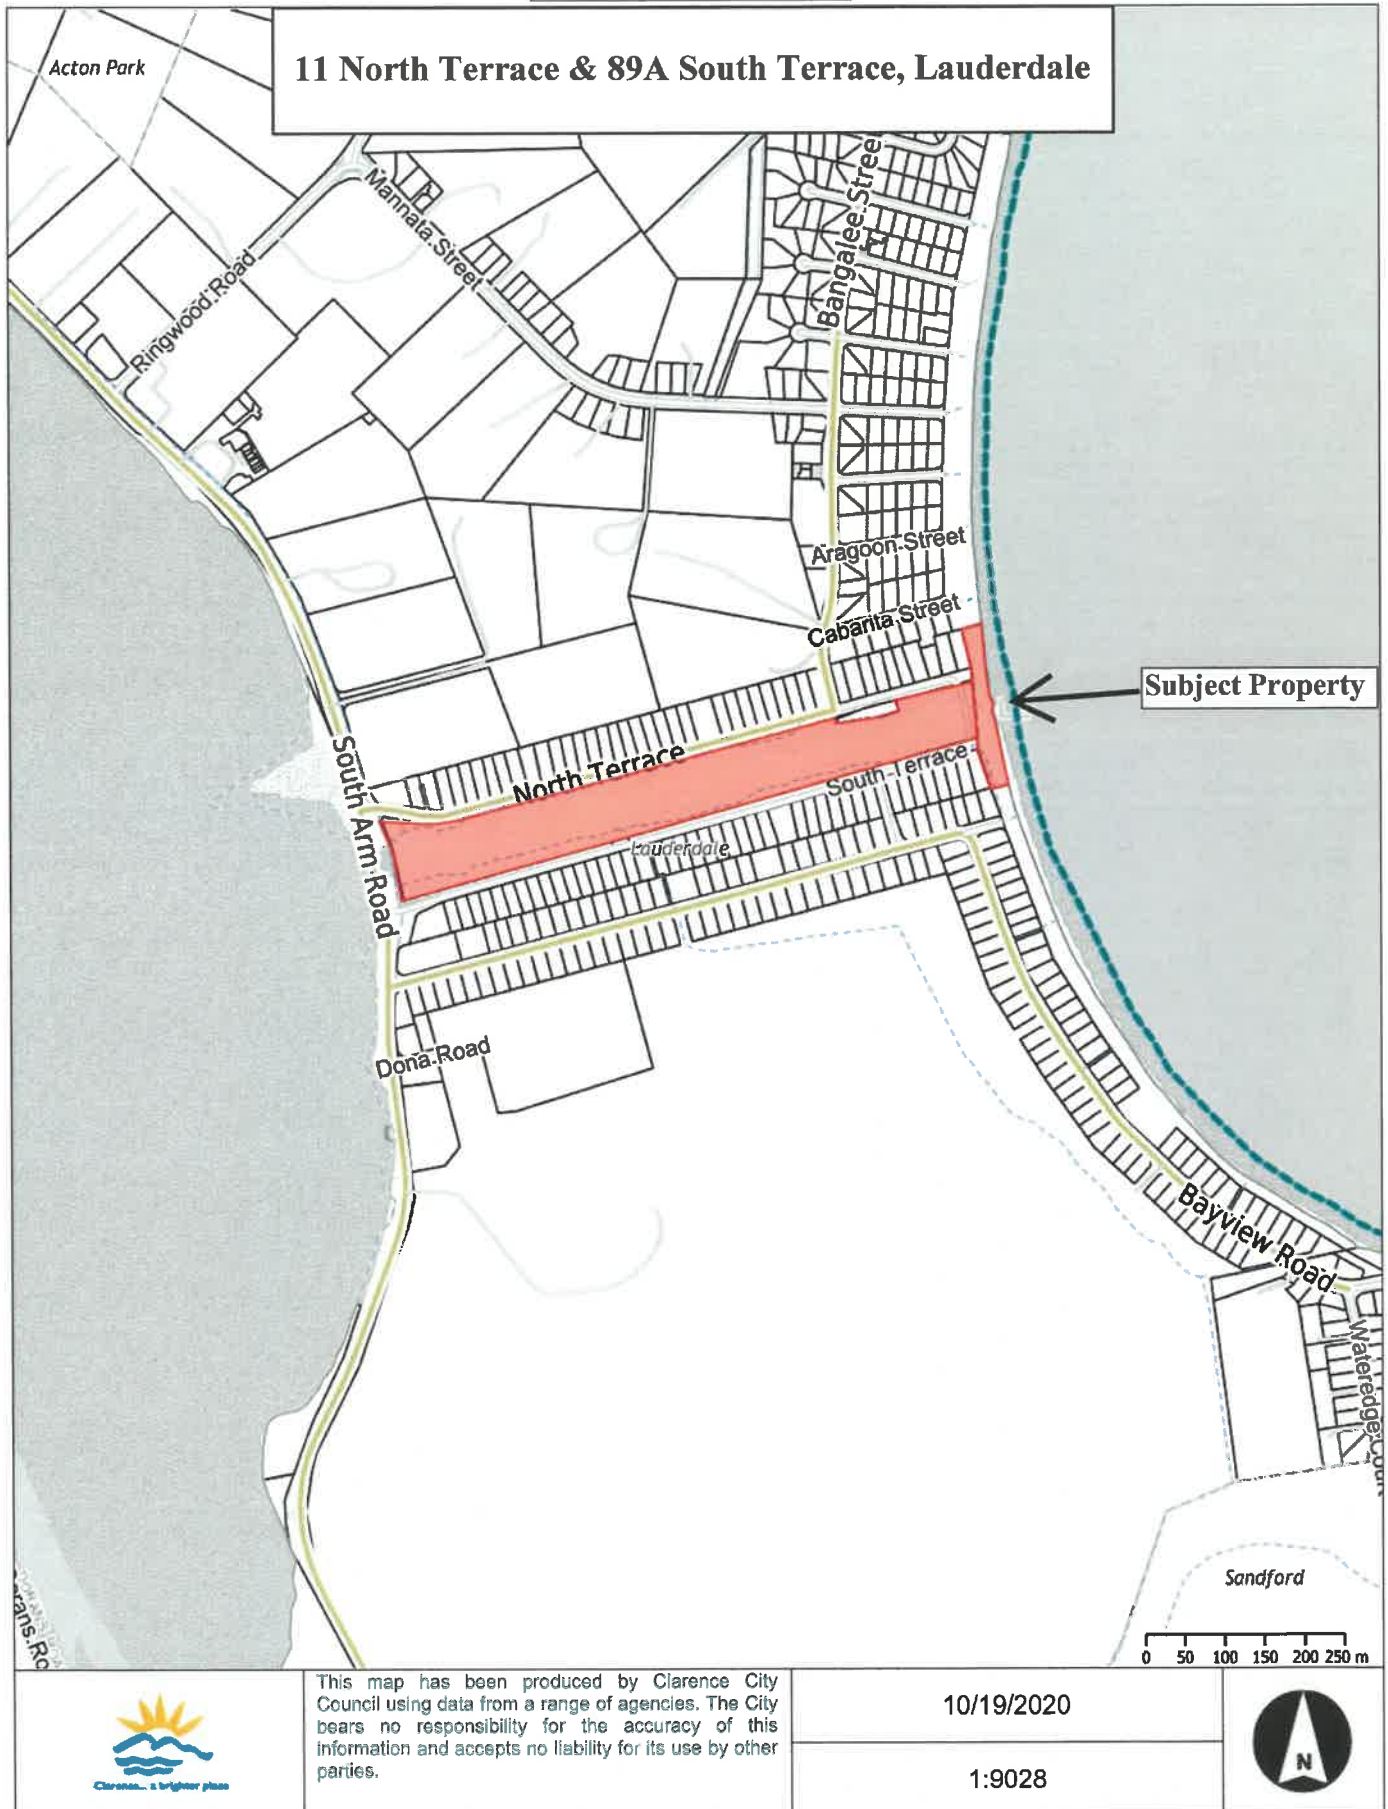 11 North Terrace & 89A South Terrace, Lauderdale
Acton Park
Mannata Street
Bangalee Street
Ringwood Road
Aragoon Street
Cabarita Street
Subject Property
South Arm Road
North Terrace
South Terrace
Lauderdale
Dona Road
Bayview Road
Wateredge
Sandford
0 50 100 150 200 250 m
This map has been produced by Clarence City
Council using data from a range of agencies. The City
bears no responsibility for the accuracy of this
information and accepts no liability for its use by other
parties.
10/19/2020
1:9028
N
Clarence... a brighter place